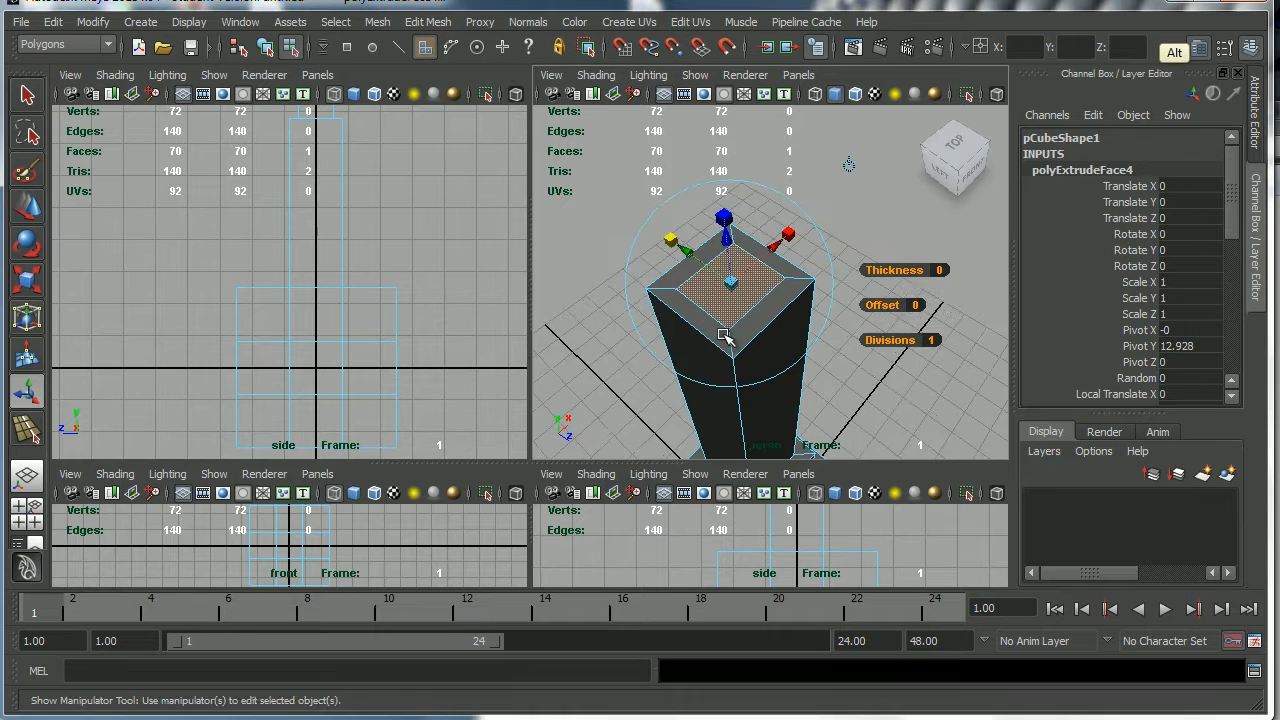 File Edit Modify Create Display Window Assets Select Mesh Edit Mesh Proxy Normals Color Create UVs Edit UVs Muscle Pipeline Cache Help
Polygons X: Y: Z: Alt
View Shading Lighting Show Renderer Panels
View Shading Lighting Show Renderer Panels
Channel Box / Layer Editor
Verts: 72 72 0
Edges: 140 140 0
Faces: 70 70 1
Tris: 140 140 2
UVs: 92 92 0
side Frame: 1
Verts: 72 72 0
Edges: 140 140 0
Faces: 70 70 1
Tris: 140 140 2
UVs: 92 92 0
TOP
LEFT FRONT
Thickness 0
Offset 0
Divisions 1
Frame: 1
Channels Edit Object Show
pCubeShape1
INPUTS
polyExtrudeFace4
Translate X 0
Translate Y 0
Translate Z 0
Rotate X 0
Rotate Y 0
Rotate Z 0
Scale X 1
Scale Y 1
Scale Z 1
Pivot X -0
Pivot Y 12.928
Pivot Z 0
Random 0
Local Translate X 0
Attribute Editor
Channel Box / Layer Editor
Display Render Anim
Layers Options Help
View Shading Lighting Show Renderer Panels
Verts: 72 72 0
Edges: 140 140 0
front Frame: 1
View Shading Lighting Show Renderer Panels
Verts: 72 72 0
Edges: 140 140 0
side Frame: 1
1 2 4 6 8 10 12 14 16 18 20 22 24 1.00
1.00 1.00 1 24 24.00 48.00 No Anim Layer No Character Set
MEL
Show Manipulator Tool: Use manipulator(s) to edit selected object(s).